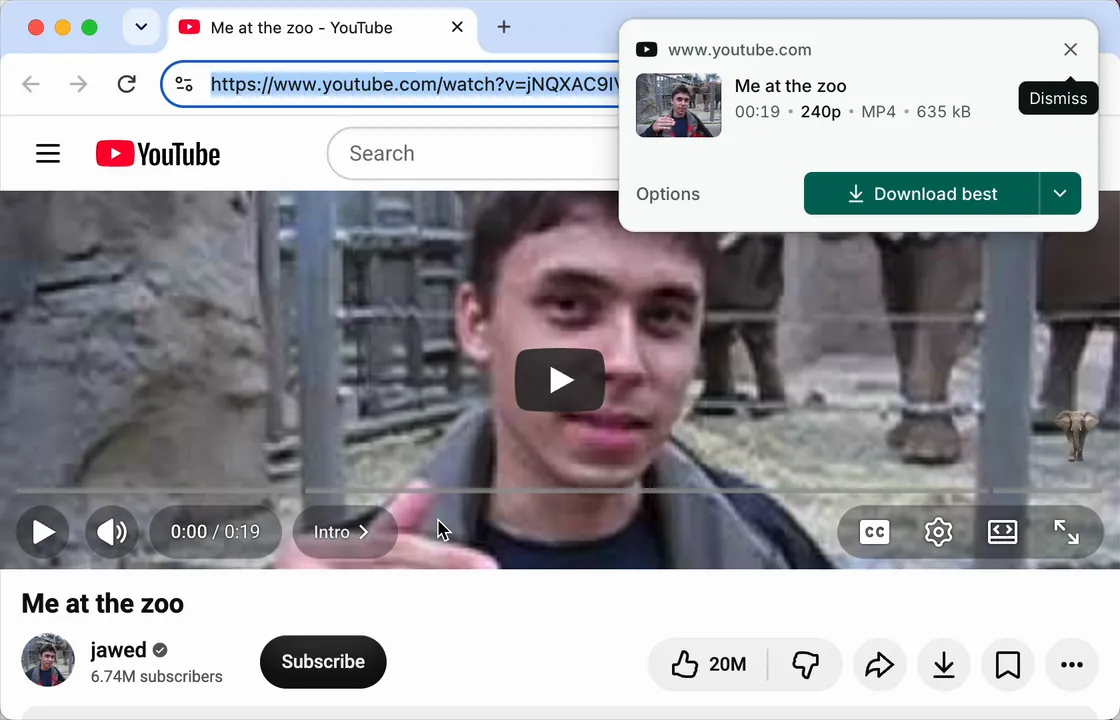 Me at the zoo - YouTube
https://www.youtube.com/watch?v=jNQXAC9I
www.youtube.com
Me at the zoo
00:19 • 240p • MP4 • 635 kB
Dismiss
Options
Download best
YouTube
Search
0:00 / 0:19
Intro
CC
Me at the zoo
jawed
6.74M subscribers
Subscribe
20M